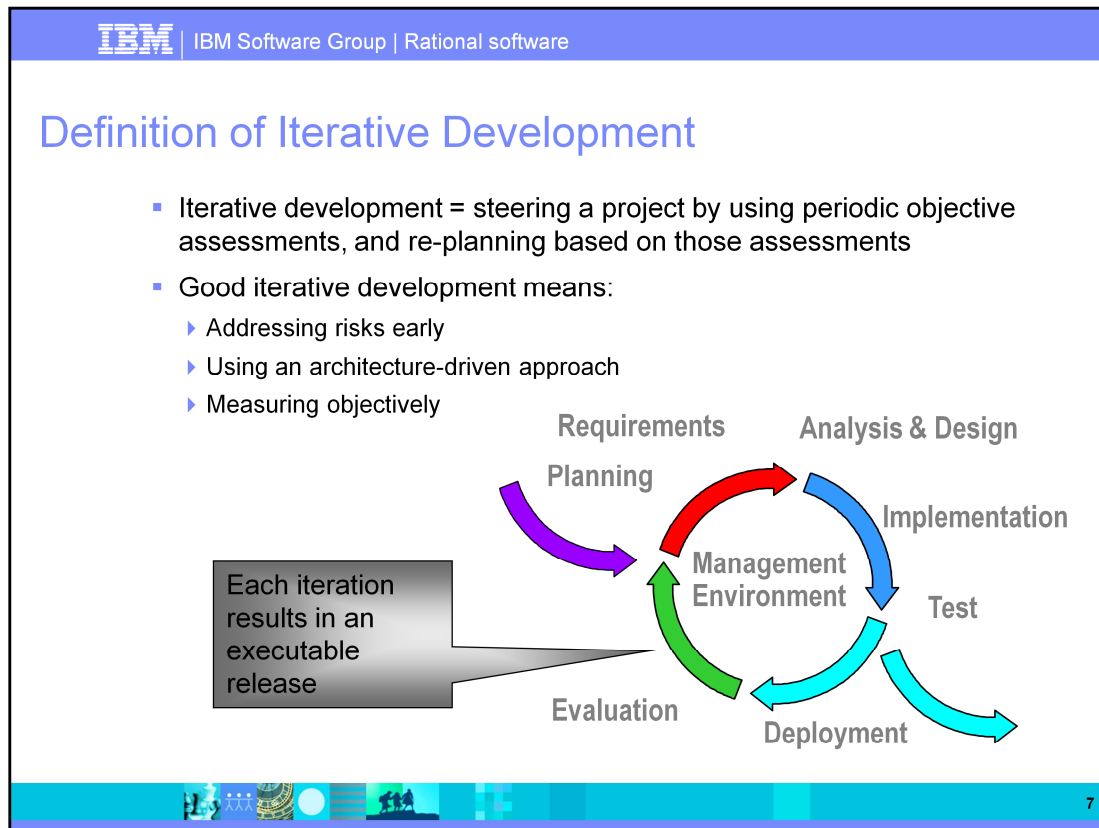 IBM | IBM Software Group | Rational software
Definition of Iterative Development
Iterative development = steering a project by using periodic objective
assessments, and re-planning based on those assessments
Good iterative development means:
Addressing risks early
Using an architecture-driven approach
Measuring objectively
Requirements
Analysis & Design
Planning
Implementation
Management
Environment
Each iteration
results in an
executable
release
Test
Evaluation
Deployment
7